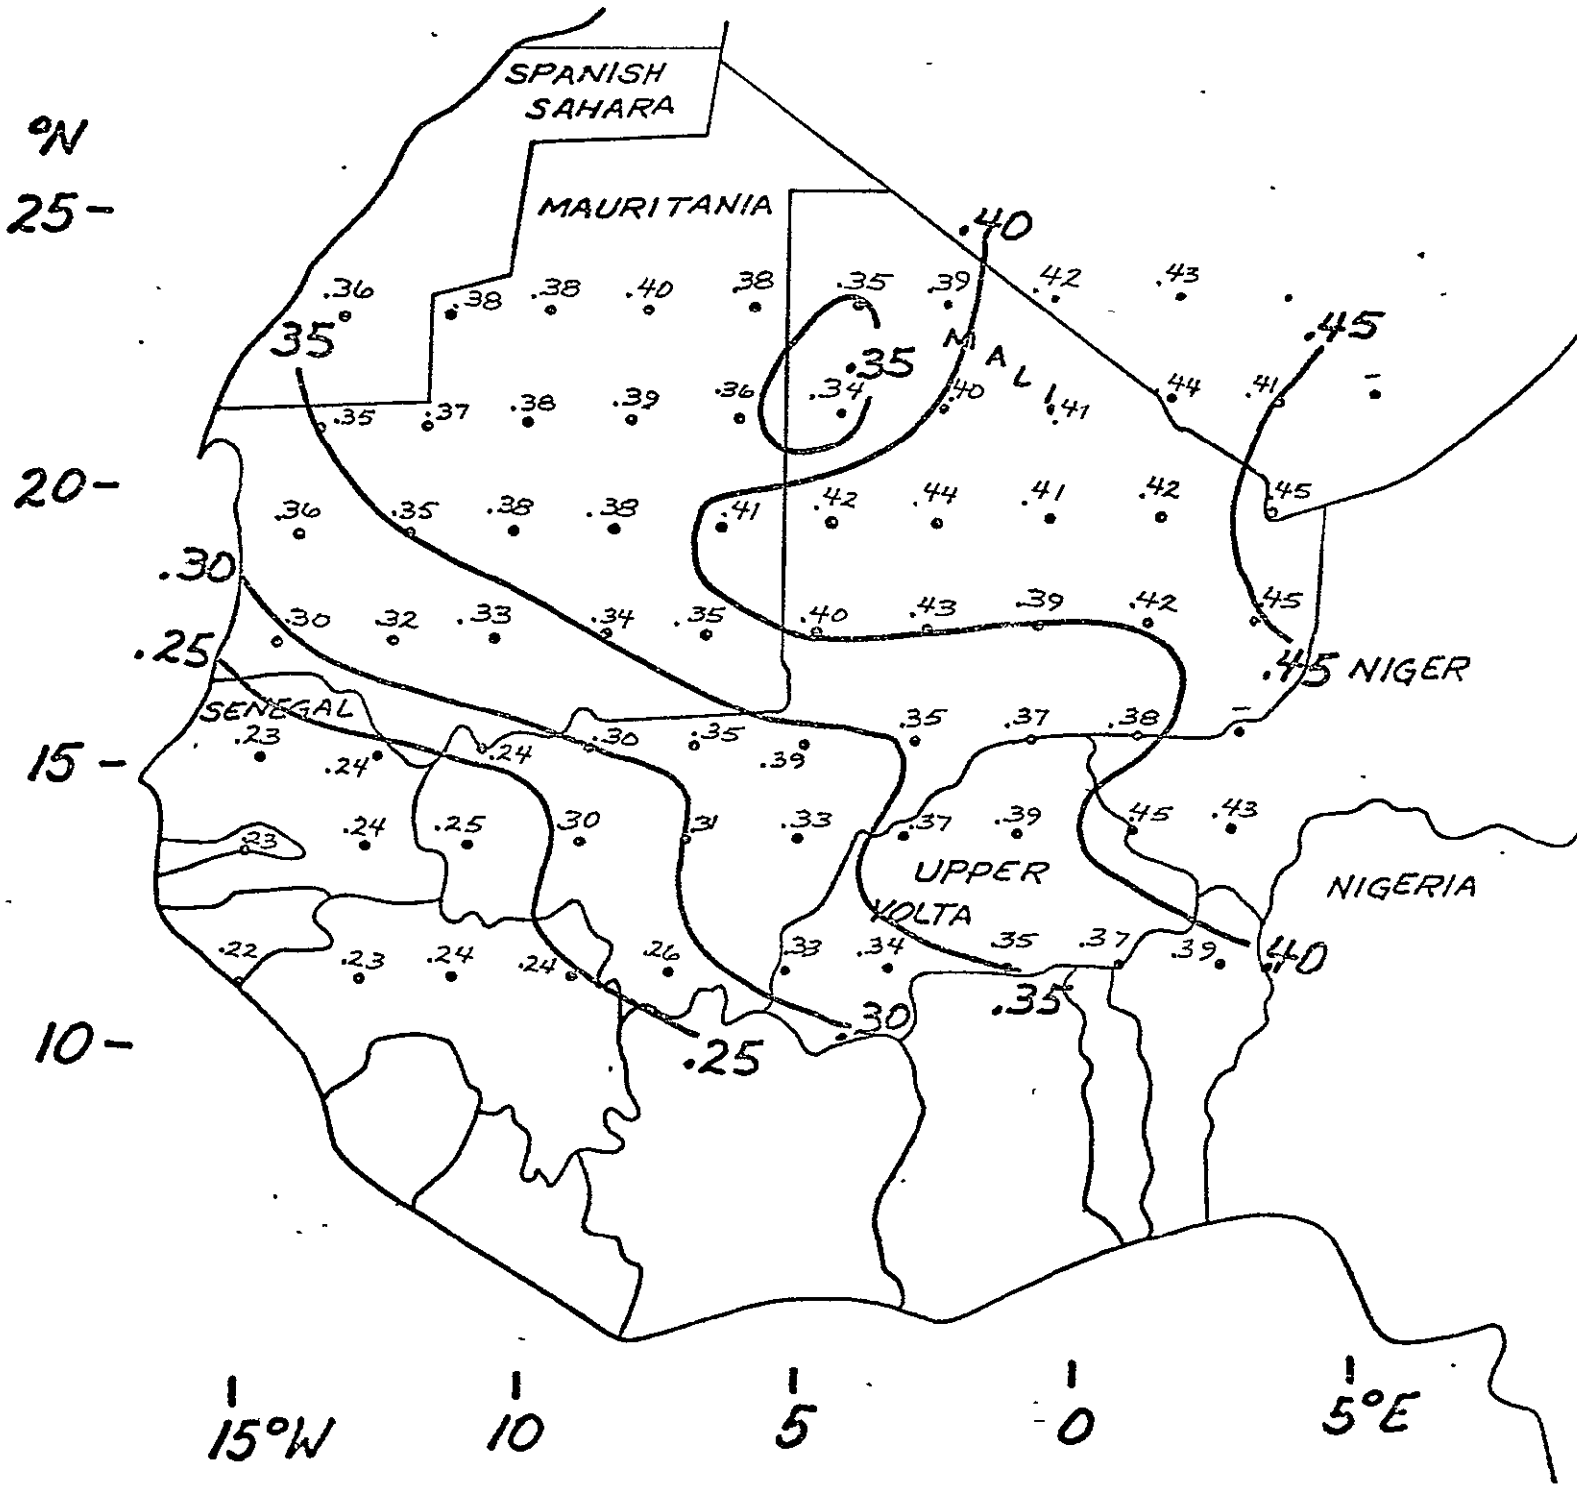 SPANISH
SAHARA
°N
25-
MAURITANIA
.40
.36 .38 .38 .40 .38 .35 .39 .42 .43
35 .45
M A L I
.35
.35 .37 .38 .39 .36 .34 .40 .41 .44 .41 -
20-
.36 .35 .38 .38 .41 .42 .44 .41 .42 .45
.30
.30 .32 .33 .34 .35 .40 .43 .39 .42 .45
.25
.45 NIGER
SENEGAL
.23 .24 .24 .30 .35 .39 .35 .37 .38 -
15-
.23 .24 .25 .30 .31 .33 .37 .39 .45 .43
UPPER
VOLTA
NIGERIA
.22 .23 .24 .24 .26 .33 .34 .35 .37 .39 .40
.35
.30
10-
.25
15°W 10 5 0 5°E